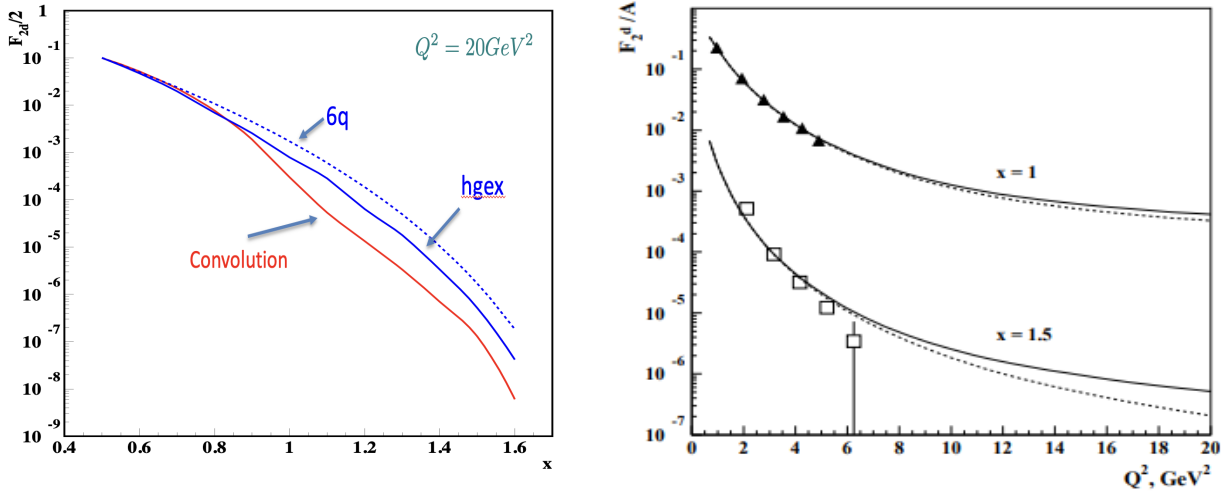 F2d/2
1
10 -1
10 -2
10 -3
10 -4
10 -5
10 -6
10 -7
10 -8
10 -9
Q² = 20GeV²
6q
hgex
Convolution
0.4 0.6 0.8 1 1.2 1.4 1.6
x
F₂ᵈ/A
10 -1
10 -2
10 -3
10 -4
10 -5
10 -6
10 -7
x = 1
x = 1.5
0 2 4 6 8 10 12 14 16 18 20
Q², GeV²